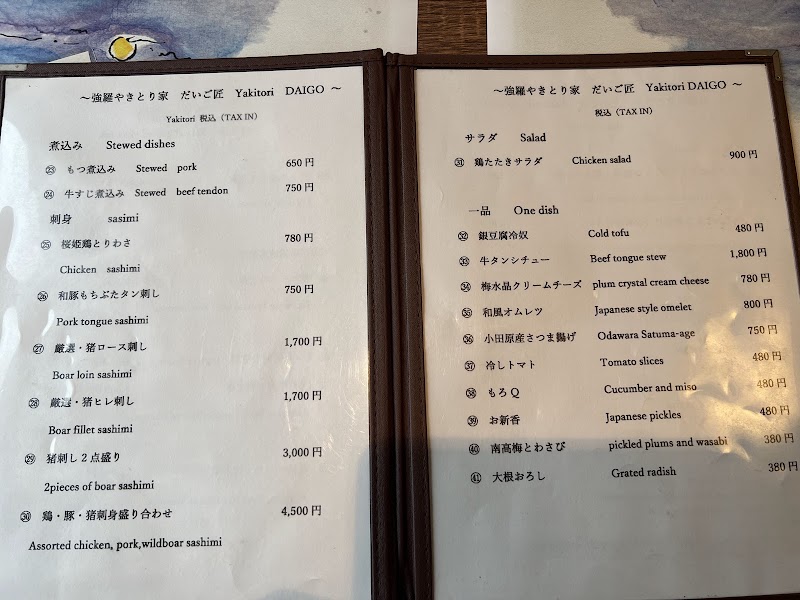 ～強羅やきとり家 だいご匠 Yakitori DAIGO ～
Yakitori 税込（TAX IN）
煮込み Stewed dishes
㉓ もつ煮込み Stewed pork 650円
㉔ 牛すじ煮込み Stewed beef tendon 750円
刺身 sasimi
㉕ 桜姫鶏とりわさ 780円
Chicken sashimi
㉖ 和豚もちぶたタン刺し 750円
Pork tongue sashimi
㉗ 厳選・猪ロース刺し 1,700円
Boar loin sashimi
㉘ 厳選・猪ヒレ刺し 1,700円
Boar fillet sashimi
㉙ 猪刺し２点盛り 3,000円
2pieces of boar sashimi
㉚ 鶏・豚・猪刺身盛り合わせ 4,500円
Assorted chicken, pork,wildboar sashimi
～強羅やきとり家 だいご匠 Yakitori DAIGO ～
税込（TAX IN）
サラダ Salad
㉛ 鶏たたきサラダ Chicken salad 900円
一品 One dish
㉜ 銀豆腐冷奴 Cold tofu 480円
㉝ 牛タンシチュー Beef tongue stew 1,800円
㉞ 梅水晶クリームチーズ plum crystal cream cheese 780円
㉟ 和風オムレツ Japanese style omelet 800円
㊱ 小田原産さつま揚げ Odawara Satuma-age 750円
㊲ 冷しトマト Tomato slices 480円
㊳ もろQ Cucumber and miso 480円
㊴ お新香 Japanese pickles 480円
㊵ 南高梅とわさび pickled plums and wasabi 380円
㊶ 大根おろし Grated radish 380円